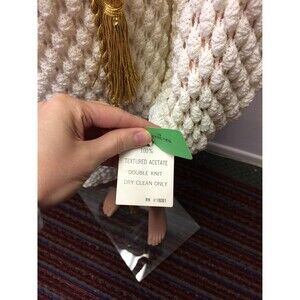 100%
TEXTURED ACETATE
DOUBLE KNIT
DRY CLEAN ONLY